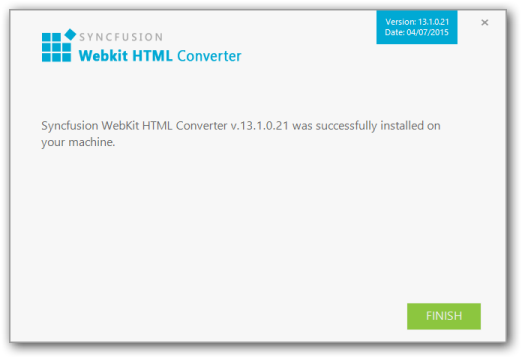 SYNCFUSION
Webkit HTML Converter
Version: 13.1.0.21
Date: 04/07/2015
Syncfusion WebKit HTML Converter v.13.1.0.21 was successfully installed on
your machine.
FINISH